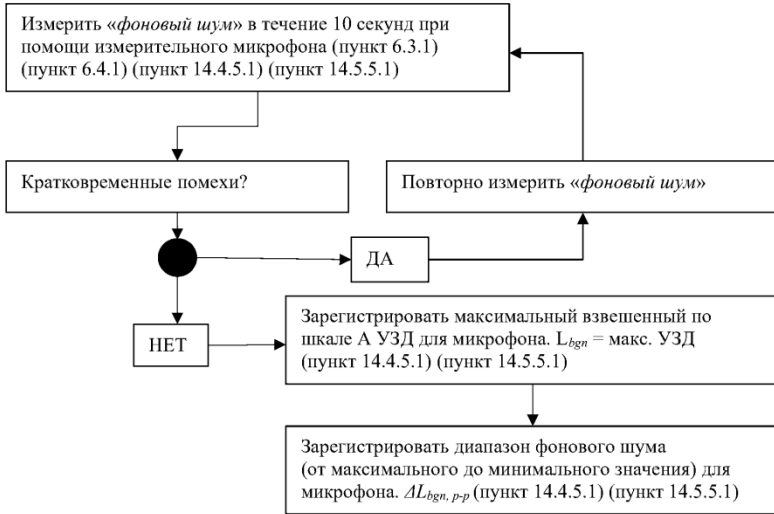 Измерить «фоновый шум» в течение 10 секунд при
помощи измерительного микрофона (пункт 6.3.1)
(пункт 6.4.1) (пункт 14.4.5.1) (пункт 14.5.5.1)
Кратковременные помехи?
Повторно измерить «фоновый шум»
ДА
НЕТ
Зарегистрировать максимальный взвешенный по
шкале А УЗД для микрофона. Lbgn = макс. УЗД
(пункт 14.4.5.1) (пункт 14.5.5.1)
Зарегистрировать диапазон фонового шума
(от максимального до минимального значения) для
микрофона. ΔLbgn, p-p (пункт 14.4.5.1) (пункт 14.5.5.1)